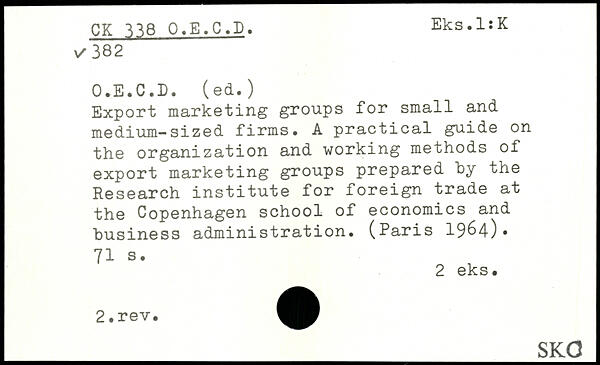 CK 338 O.E.C.D.
Eks.1:K
✓ 382
O.E.C.D. (ed.)
Export marketing groups for small and
medium-sized firms. A practical guide on
the organization and working methods of
export marketing groups prepared by the
Research institute for foreign trade at
the Copenhagen school of economics and
business administration. (Paris 1964).
71 s.
2 eks.
2.rev.
SKC